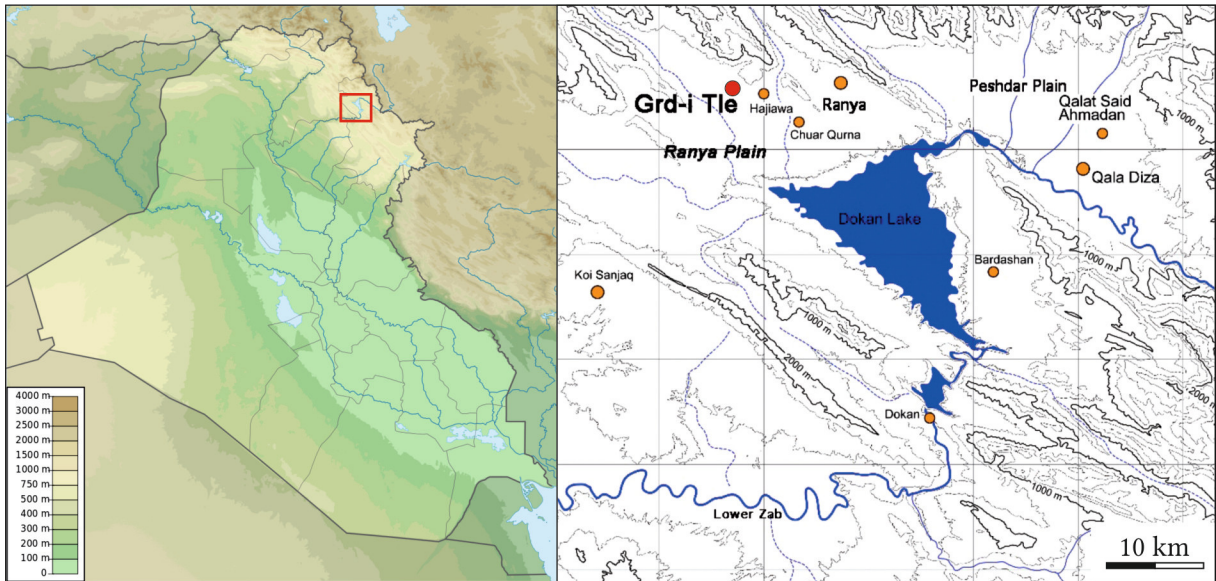 4000 m
3000 m
2500 m
2000 m
1500 m
1000 m
750 m
500 m
400 m
300 m
200 m
100 m
0
Grd-i Tle
Hajiawa
Ranya
Chuar Qurna
Ranya Plain
Peshdar Plain
Qalat Said
Ahmadan
1000 m
Qala Diza
Dokan Lake
Koi Sanjaq
Bardashan
1000 m
1000 m
2000 m
2000 m
Dokan
1000 m
Lower Zab
10 km